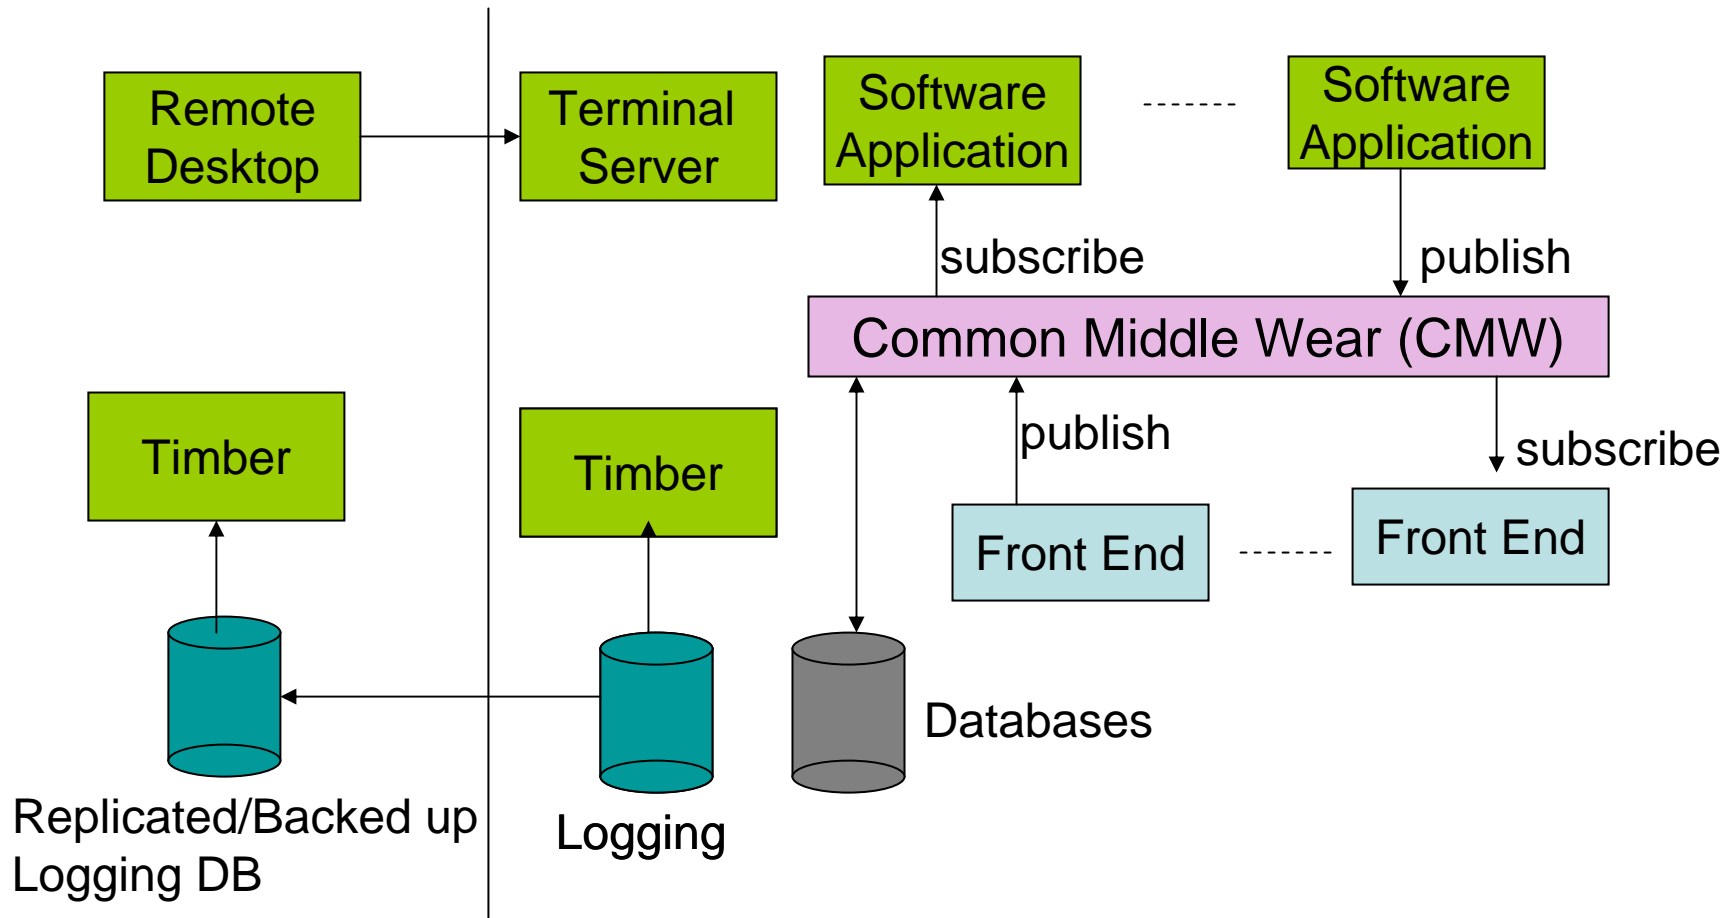 Remote
Desktop
Terminal
Server
Software
Application
Software
Application
subscribe
publish
Common Middle Wear (CMW)
Timber
Timber
publish
subscribe
Front End
Front End
Databases
Replicated/Backed up
Logging DB
Logging